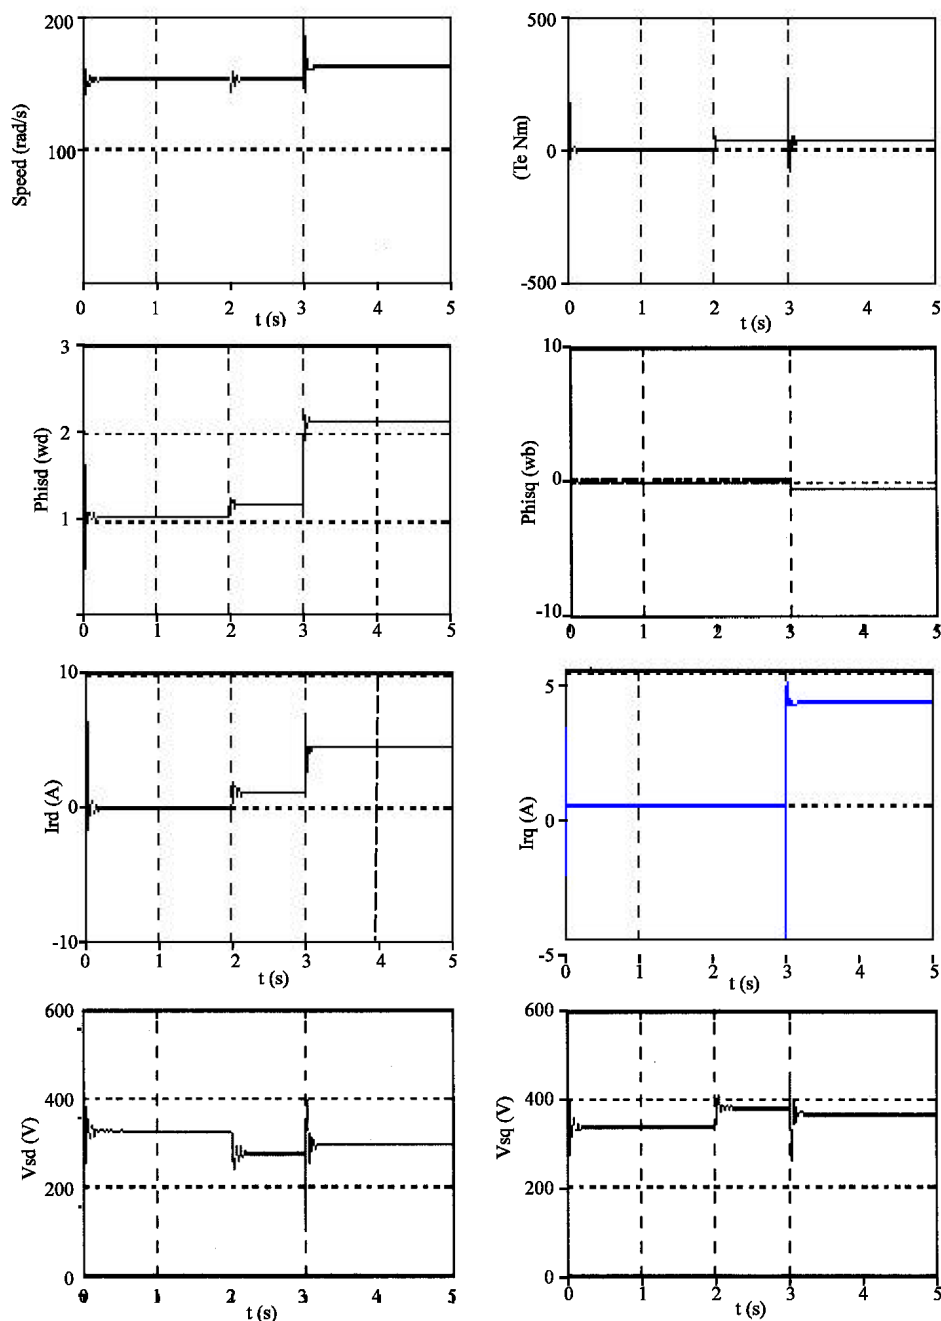 200
Speed (rad/s)
100
0 1 2 3 4 5
t (s)
500
(Te Nm)
0
-500
0 1 2 3 4 5
t (s)
3
Phisd (wd)
2
1
0 1 2 3 4 5
10
Phisq (wb)
0
-10
0 1 2 3 4 5
10
Ird (A)
0
-10
0 1 2 3 4 5
t (s)
5
Irq (A)
0
-5
0 1 2 3 4 5
t (s)
600
Vsd (V)
400
200
0
0 1 2 3 4 5
t (s)
600
Vsq (V)
400
200
0
0 1 2 3 4 5
t (s)